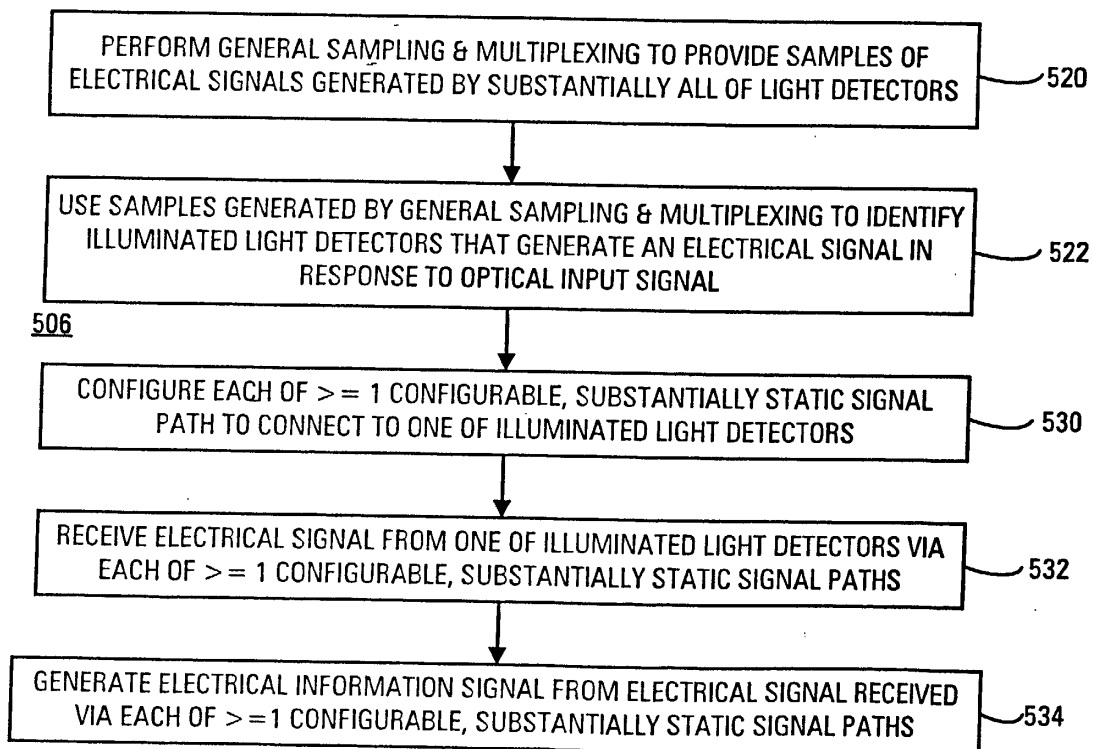 PERFORM GENERAL SAMPLING & MULTIPLEXING TO PROVIDE SAMPLES OF
ELECTRICAL SIGNALS GENERATED BY SUBSTANTIALLY ALL OF LIGHT DETECTORS
520
USE SAMPLES GENERATED BY GENERAL SAMPLING & MULTIPLEXING TO IDENTIFY
ILLUMINATED LIGHT DETECTORS THAT GENERATE AN ELECTRICAL SIGNAL IN
RESPONSE TO OPTICAL INPUT SIGNAL
522
506
CONFIGURE EACH OF >= 1 CONFIGURABLE, SUBSTANTIALLY STATIC SIGNAL
PATH TO CONNECT TO ONE OF ILLUMINATED LIGHT DETECTORS
530
RECEIVE ELECTRICAL SIGNAL FROM ONE OF ILLUMINATED LIGHT DETECTORS VIA
EACH OF >= 1 CONFIGURABLE, SUBSTANTIALLY STATIC SIGNAL PATHS
532
GENERATE ELECTRICAL INFORMATION SIGNAL FROM ELECTRICAL SIGNAL RECEIVED
VIA EACH OF >=1 CONFIGURABLE, SUBSTANTIALLY STATIC SIGNAL PATHS
534